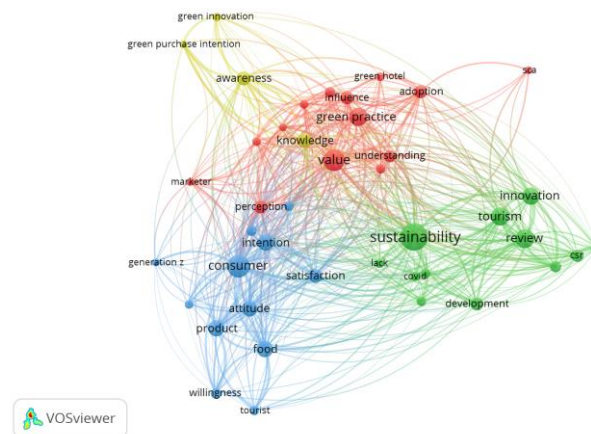 green innovation
green purchase intention
awareness
sca
green hotel
influence
adoption
green practice
knowledge
value
understanding
marketer
perception
innovation
tourism
sustainability
review
intention
generation z
consumer
lack
csr
satisfaction
covid
attitude
development
product
food
willingness
tourist
VOSviewer